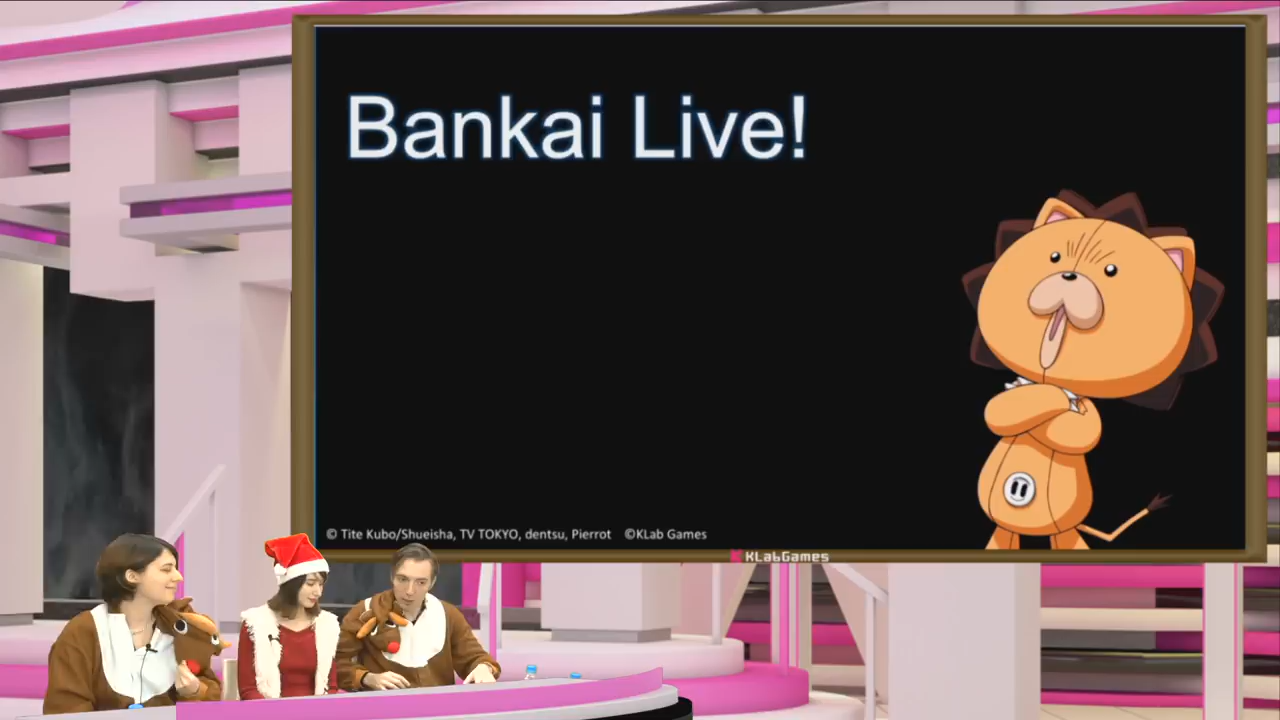 Bankai Live!
© Tite Kubo/Shueisha, TV TOKYO, dentsu, Pierrot ©KLab Games
KLabGames